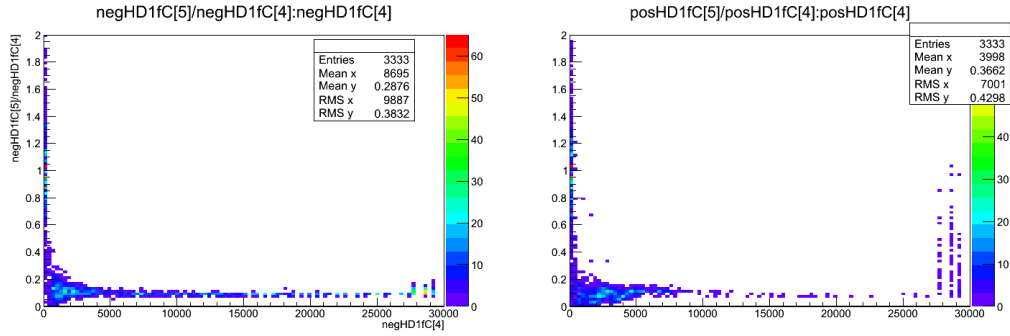 negHD1fC[5]/negHD1fC[4]:negHD1fC[4]
negHD1fC[5]/negHD1fC[4]
2
1.8
1.6
1.4
1.2
1
0.8
0.6
0.4
0.2
0
0 5000 10000 15000 20000 25000 30000
negHD1fC[4]
Entries 3333
Mean x 8695
Mean y 0.2876
RMS x 9887
RMS y 0.3832
60
50
40
30
20
10
0
posHD1fC[5]/posHD1fC[4]:posHD1fC[4]
2
1.8
1.6
1.4
1.2
1
0.8
0.6
0.4
0.2
0
0 5000 10000 15000 20000 25000 30000
Entries 3333
Mean x 3998
Mean y 0.3662
RMS x 7001
RMS y 0.4298
40
30
20
10
0